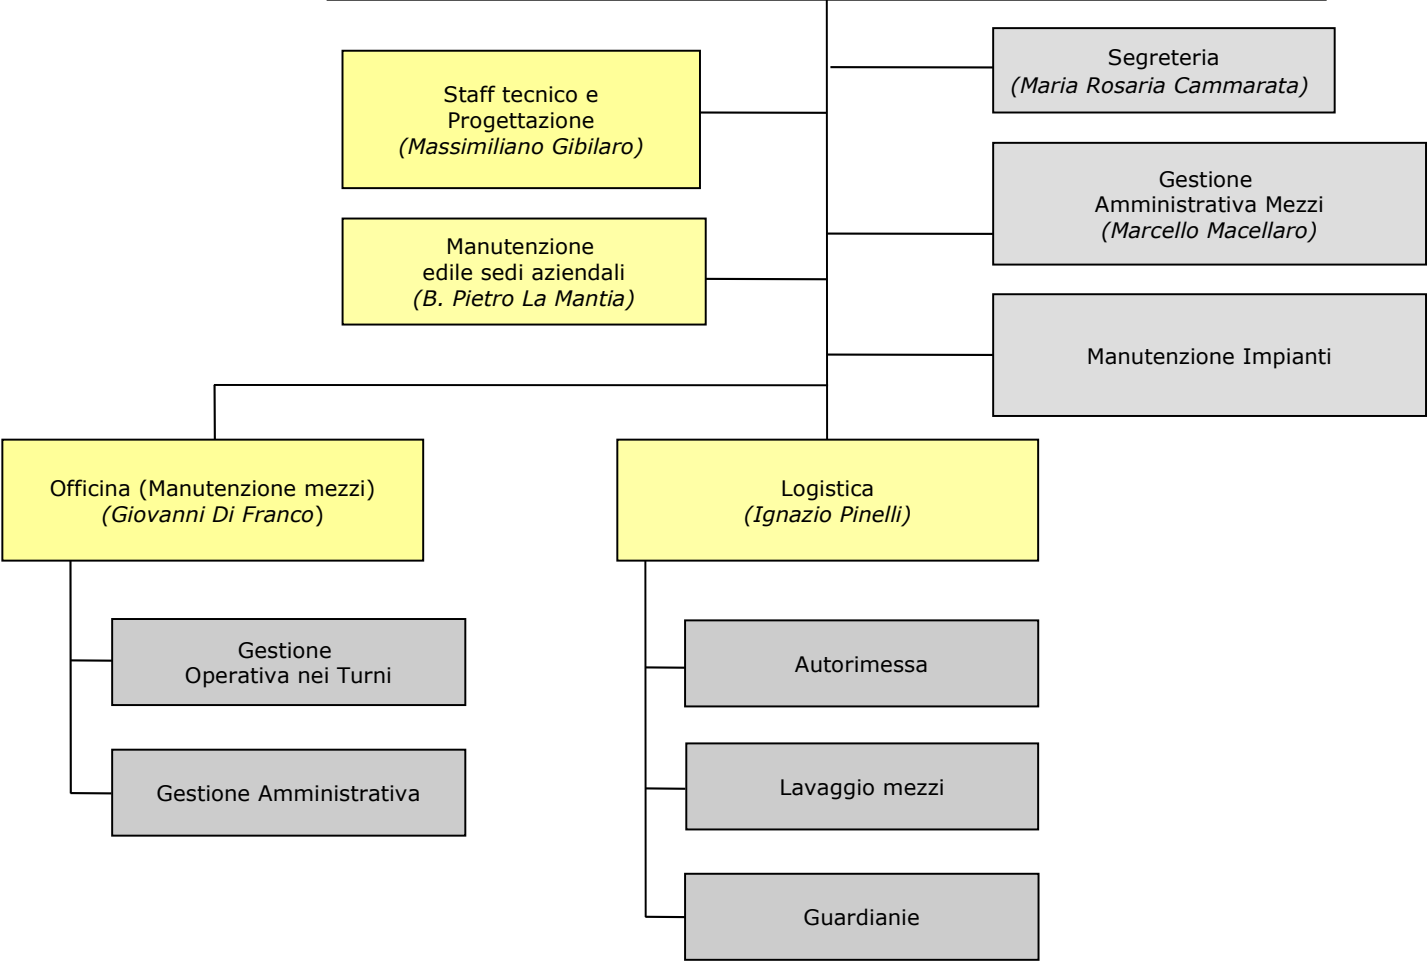 Segreteria
(Maria Rosaria Cammarata)
Staff tecnico e
Progettazione
(Massimiliano Gibilaro)
Gestione
Amministrativa Mezzi
(Marcello Macellaro)
Manutenzione
edile sedi aziendali
(B. Pietro La Mantia)
Manutenzione Impianti
Officina (Manutenzione mezzi)
(Giovanni Di Franco)
Logistica
(Ignazio Pinelli)
Gestione
Operativa nei Turni
Gestione Amministrativa
Autorimessa
Lavaggio mezzi
Guardianie